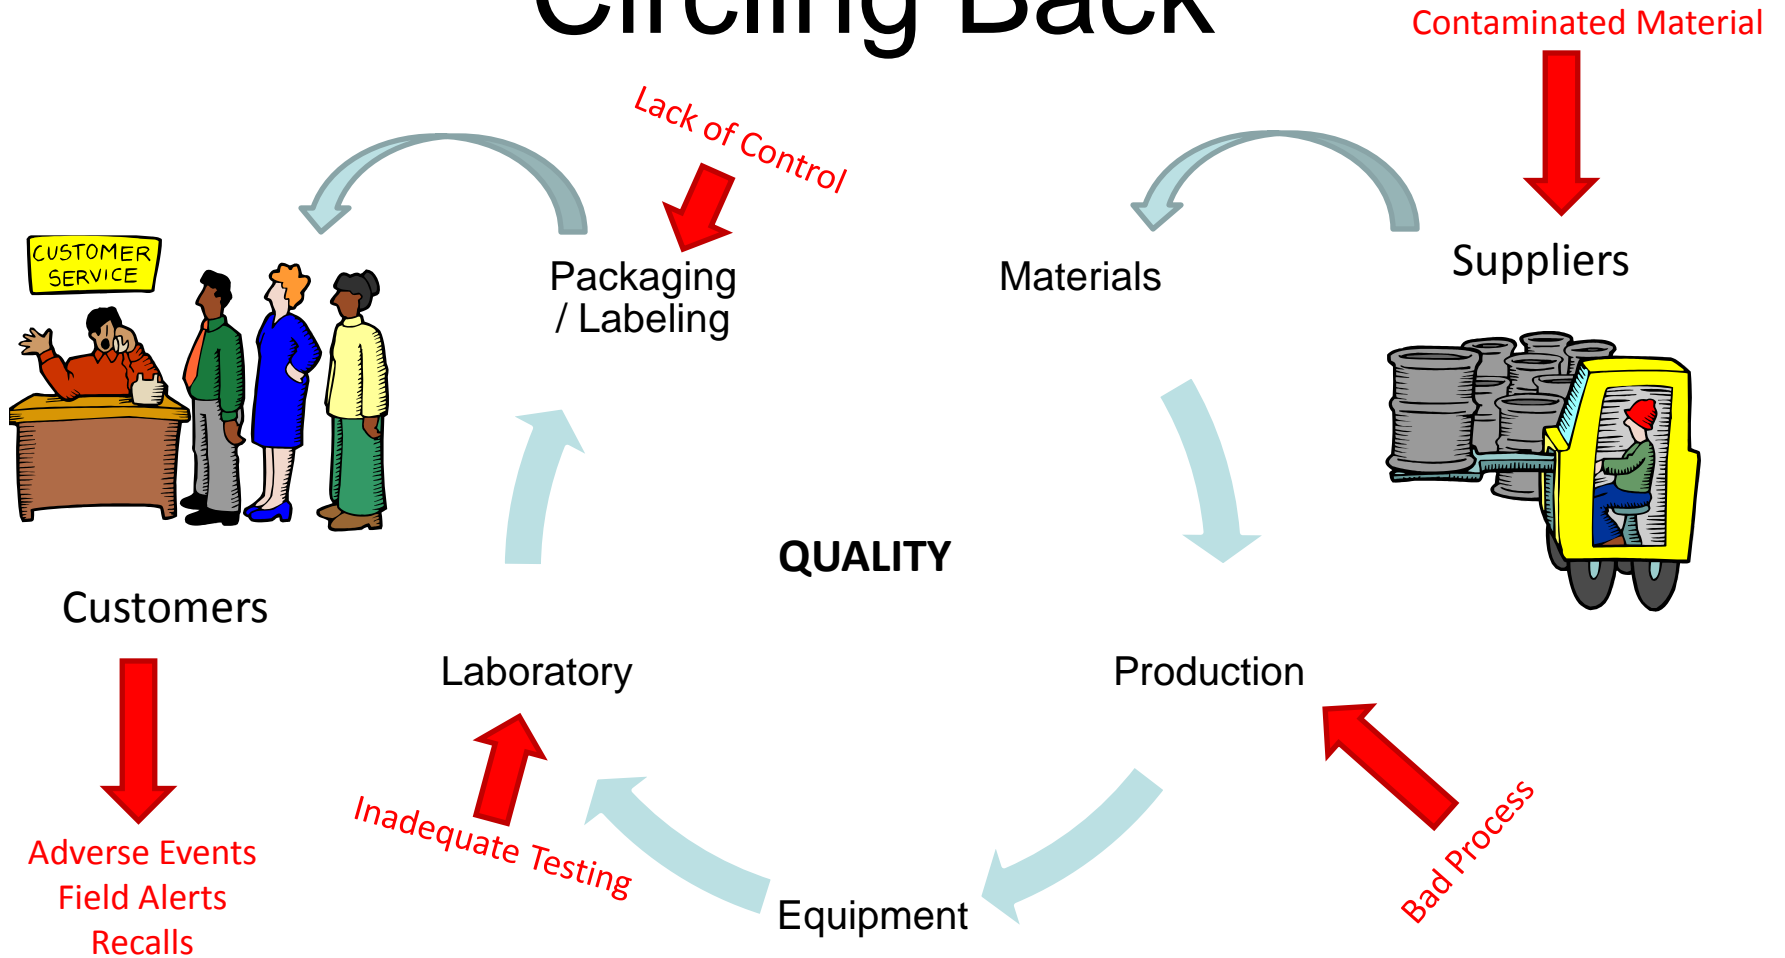 Circling Back
Contaminated Material
Lack of Control
CUSTOMER
SERVICE
Packaging
/ Labeling
Materials
Suppliers
QUALITY
Customers
Laboratory
Production
Inadequate Testing
Bad Process
Adverse Events
Field Alerts
Recalls
Equipment